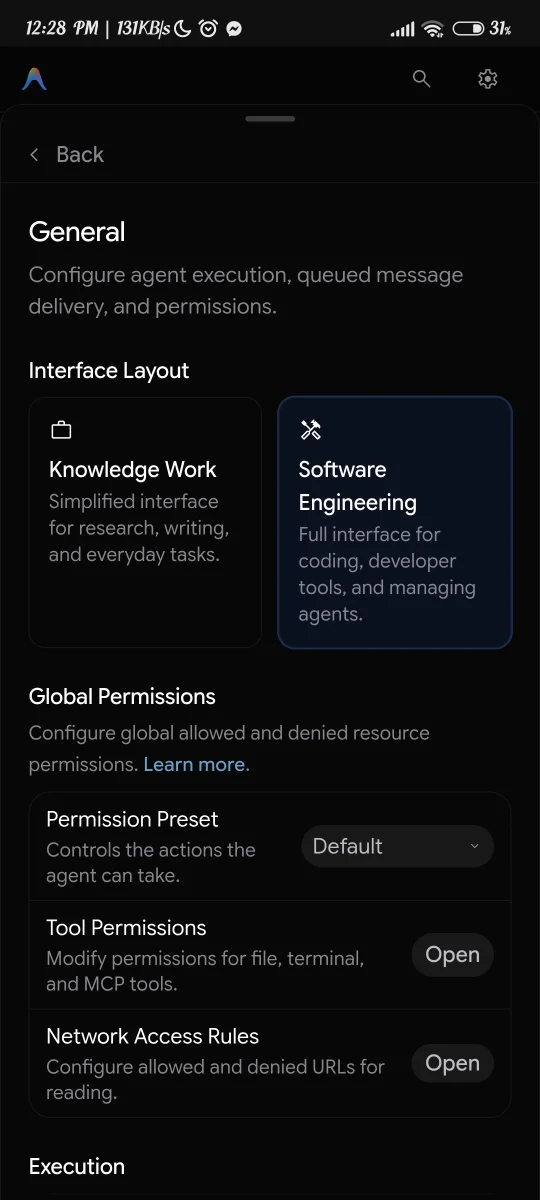 12:28 PM | 131KB/s 31%
Back
General
Configure agent execution, queued message
delivery, and permissions.
Interface Layout
Knowledge Work
Simplified interface
for research, writing,
and everyday tasks.
Software
Engineering
Full interface for
coding, developer
tools, and managing
agents.
Global Permissions
Configure global allowed and denied resource
permissions. Learn more.
Permission Preset
Controls the actions the
agent can take.
Default
Tool Permissions
Modify permissions for file, terminal,
and MCP tools.
Open
Network Access Rules
Configure allowed and denied URLs for
reading.
Open
Execution